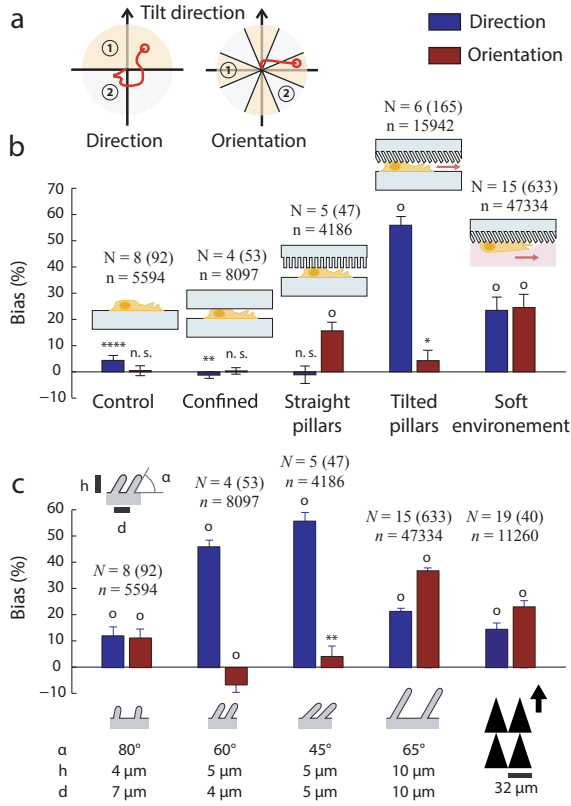 a
Tilt direction
Direction
Orientation
1
2
1
2
Direction
Orientation
b
Bias (%)
70
60
50
40
30
20
10
0
−10
N = 8 (92)
n = 5594
N = 4 (53)
n = 8097
N = 5 (47)
n = 4186
N = 6 (165)
n = 15942
N = 15 (633)
n = 47334
**** n. s.
** n. s.
n. s. o
o *
o o
Control
Confined
Straight pillars
Tilted pillars
Soft environement
c
h
α
d
Bias (%)
60
50
40
30
20
10
0
−10
N = 8 (92)
n = 5594
N = 4 (53)
n = 8097
N = 5 (47)
n = 4186
N = 15 (633)
n = 47334
N = 19 (40)
n = 11260
o o
o o
o **
o o
o o
α 80° 60° 45° 65°
h 4 μm 5 μm 5 μm 10 μm
d 7 μm 4 μm 5 μm 10 μm
32 μm